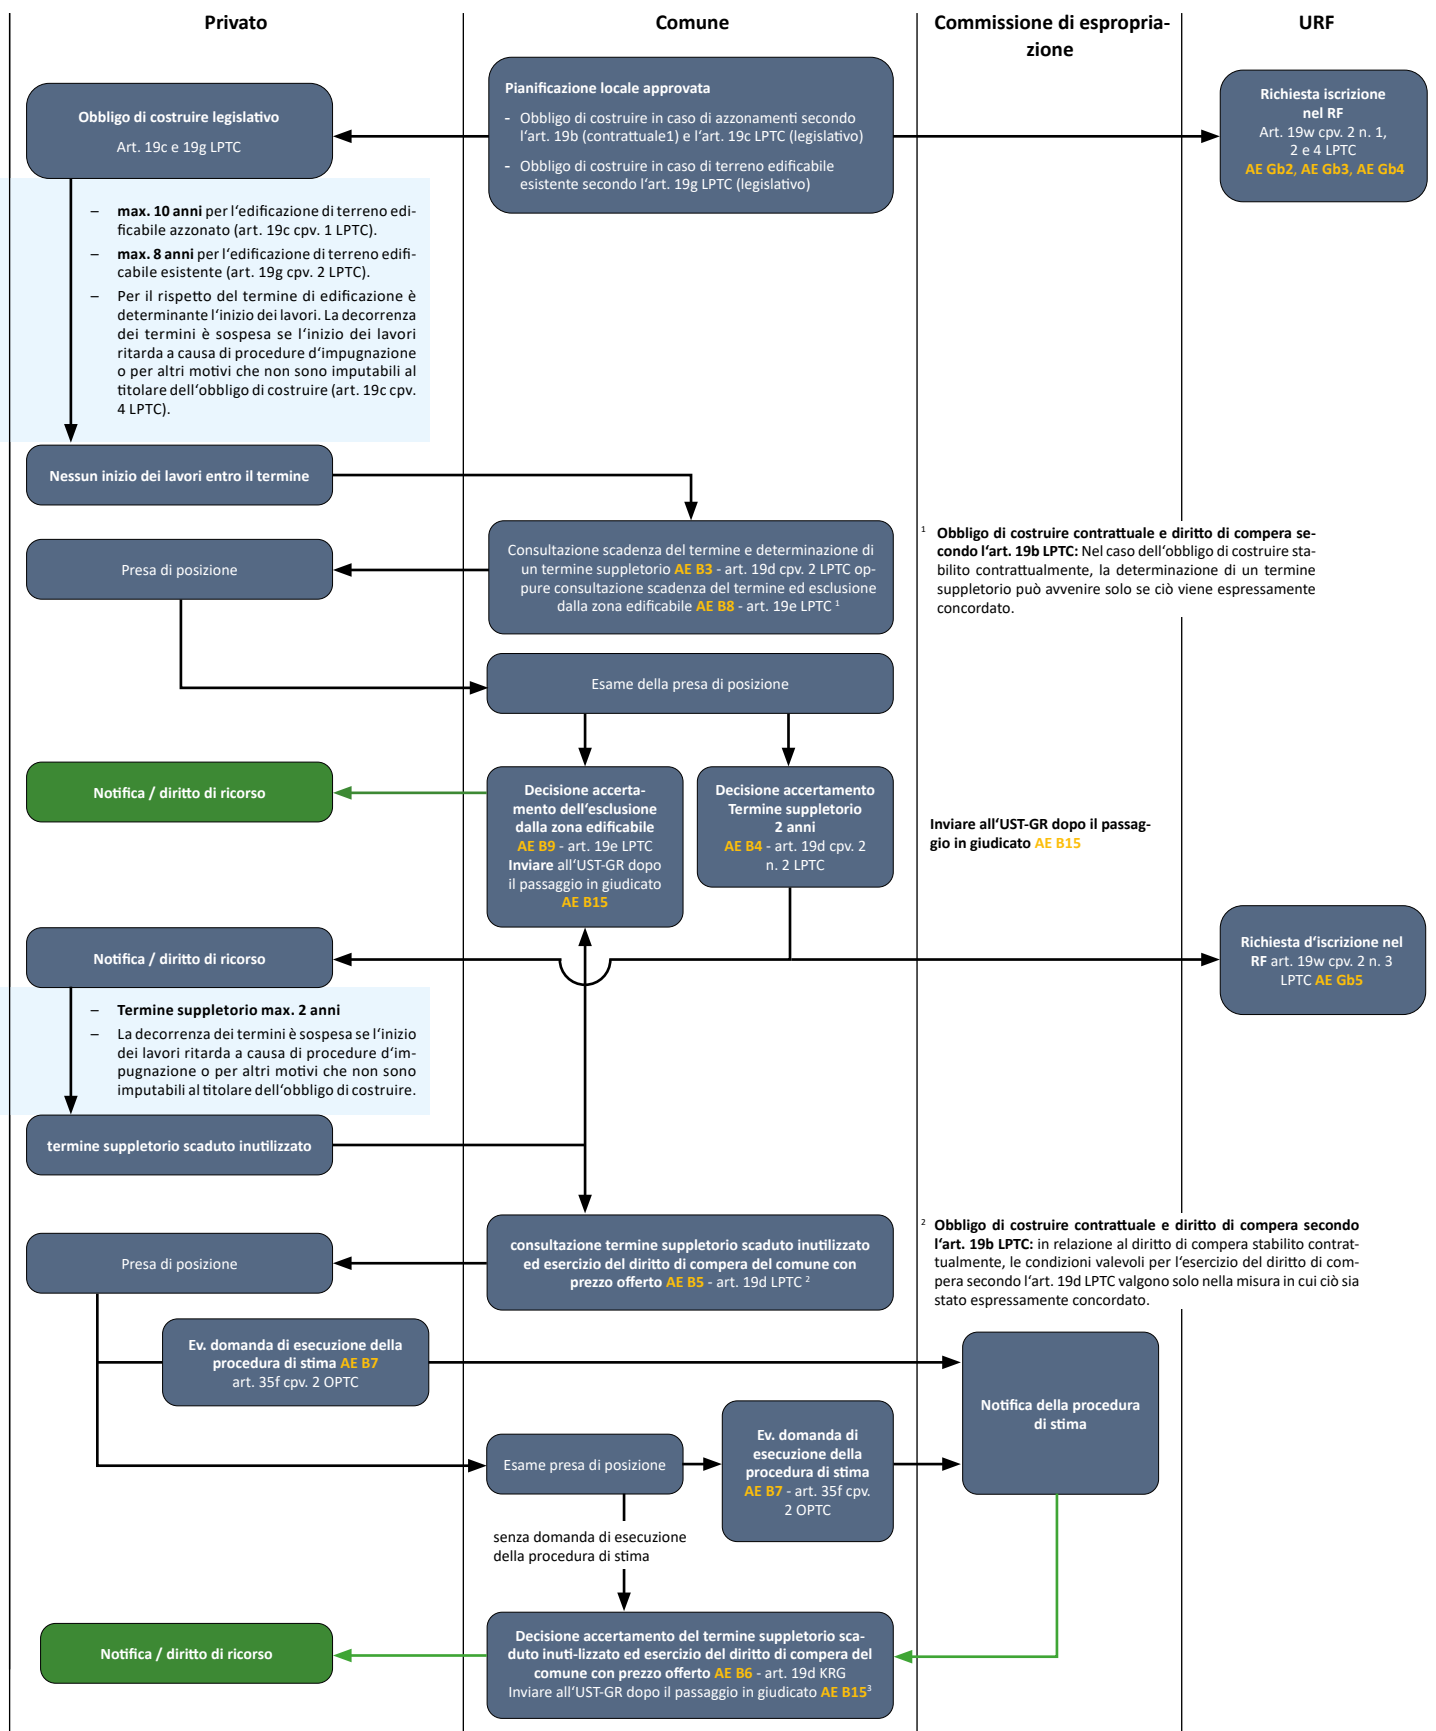 Privato
Comune
Commissione di espropria-
zione
URF
Obbligo di costruire legislativo
Art. 19c e 19g LPTC
Pianificazione locale approvata
- Obbligo di costruire in caso di azzonamenti secondo
l‘art. 19b (contrattuale1) e l‘art. 19c LPTC (legislativo)
- Obbligo di costruire in caso di terreno edificabile
esistente secondo l‘art. 19g LPTC (legislativo)
Richiesta iscrizione
nel RF
Art. 19w cpv. 2 n. 1,
2 e 4 LPTC
AE Gb2, AE Gb3, AE Gb4
– max. 10 anni per l‘edificazione di terreno edi-
ficabile azzonato (art. 19c cpv. 1 LPTC).
– max. 8 anni per l‘edificazione di terreno edifi-
cabile esistente (art. 19g cpv. 2 LPTC).
– Per il rispetto del termine di edificazione è
determinante l‘inizio dei lavori. La decorrenza
dei termini è sospesa se l‘inizio dei lavori
ritarda a causa di procedure d‘impugnazione
o per altri motivi che non sono imputabili al
titolare dell‘obbligo di costruire (art. 19c cpv.
4 LPTC).
Nessun inizio dei lavori entro il termine
Presa di posizione
Consultazione scadenza del termine e determinazione di
un termine suppletorio AE B3 - art. 19d cpv. 2 LPTC op-
pure consultazione scadenza del termine ed esclusione
dalla zona edificabile AE B8 - art. 19e LPTC 1
1 Obbligo di costruire contrattuale e diritto di compera se-
condo l‘art. 19b LPTC: Nel caso dell‘obbligo di costruire sta-
bilito contrattualmente, la determinazione di un termine
suppletorio può avvenire solo se ciò viene espressamente
concordato.
Esame della presa di posizione
Notifica / diritto di ricorso
Decisione accerta-
mento dell‘esclusione
dalla zona edificabile
AE B9 - art. 19e LPTC
Inviare all‘UST-GR dopo
il passaggio in giudicato
AE B15
Decisione accertamento
Termine suppletorio
2 anni
AE B4 - art. 19d cpv. 2
n. 2 LPTC
Inviare all‘UST-GR dopo il passag-
gio in giudicato AE B15
Notifica / diritto di ricorso
Richiesta d‘iscrizione nel
RF art. 19w cpv. 2 n. 3
LPTC AE Gb5
– Termine suppletorio max. 2 anni
– La decorrenza dei termini è sospesa se l‘inizio
dei lavori ritarda a causa di procedure d‘im-
pugnazione o per altri motivi che non sono
imputabili al titolare dell‘obbligo di costruire.
termine suppletorio scaduto inutilizzato
Presa di posizione
consultazione termine suppletorio scaduto inutilizzato
ed esercizio del diritto di compera del comune con
prezzo offerto AE B5 - art. 19d LPTC 2
2 Obbligo di costruire contrattuale e diritto di compera secondo
l‘art. 19b LPTC: in relazione al diritto di compera stabilito contrat-
tualmente, le condizioni valevoli per l‘esercizio del diritto di com-
pera secondo l‘art. 19d LPTC valgono solo nella misura in cui ciò sia
stato espressamente concordato.
Ev. domanda di esecuzione della
procedura di stima AE B7
art. 35f cpv. 2 OPTC
Notifica della procedura
di stima
Esame presa di posizione
Ev. domanda di
esecuzione della
procedura di stima
AE B7 - art. 35f cpv.
2 OPTC
senza domanda di esecuzione
della procedura di stima
Notifica / diritto di ricorso
Decisione accertamento del termine suppletorio sca-
duto inuti-lizzato ed esercizio del diritto di compera del
comune con prezzo offerto AE B6 - art. 19d KRG
Inviare all‘UST-GR dopo il passaggio in giudicato AE B153